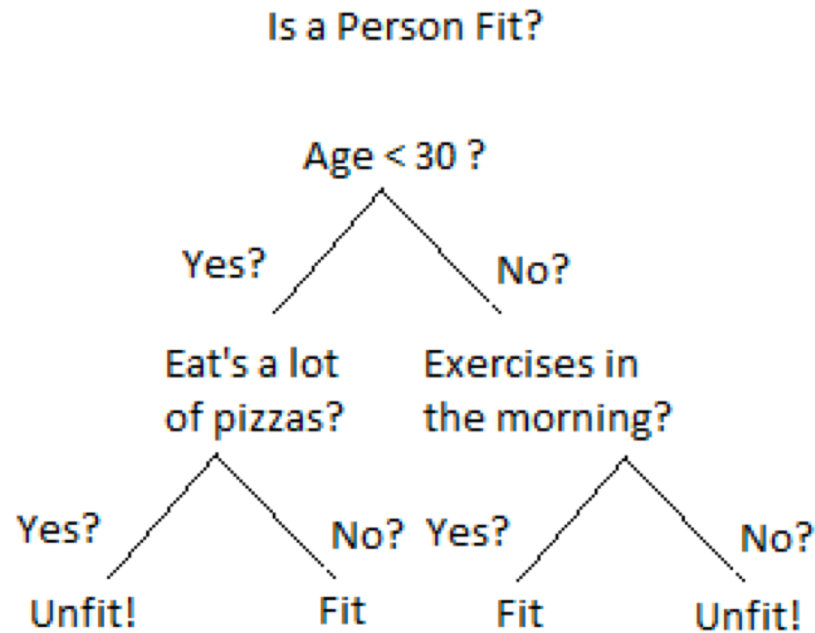 Is a Person Fit?
Age < 30 ?
Yes?
No?
Eat's a lot
of pizzas?
Exercises in
the morning?
Yes?
No?
Yes?
No?
Unfit!
Fit
Fit
Unfit!